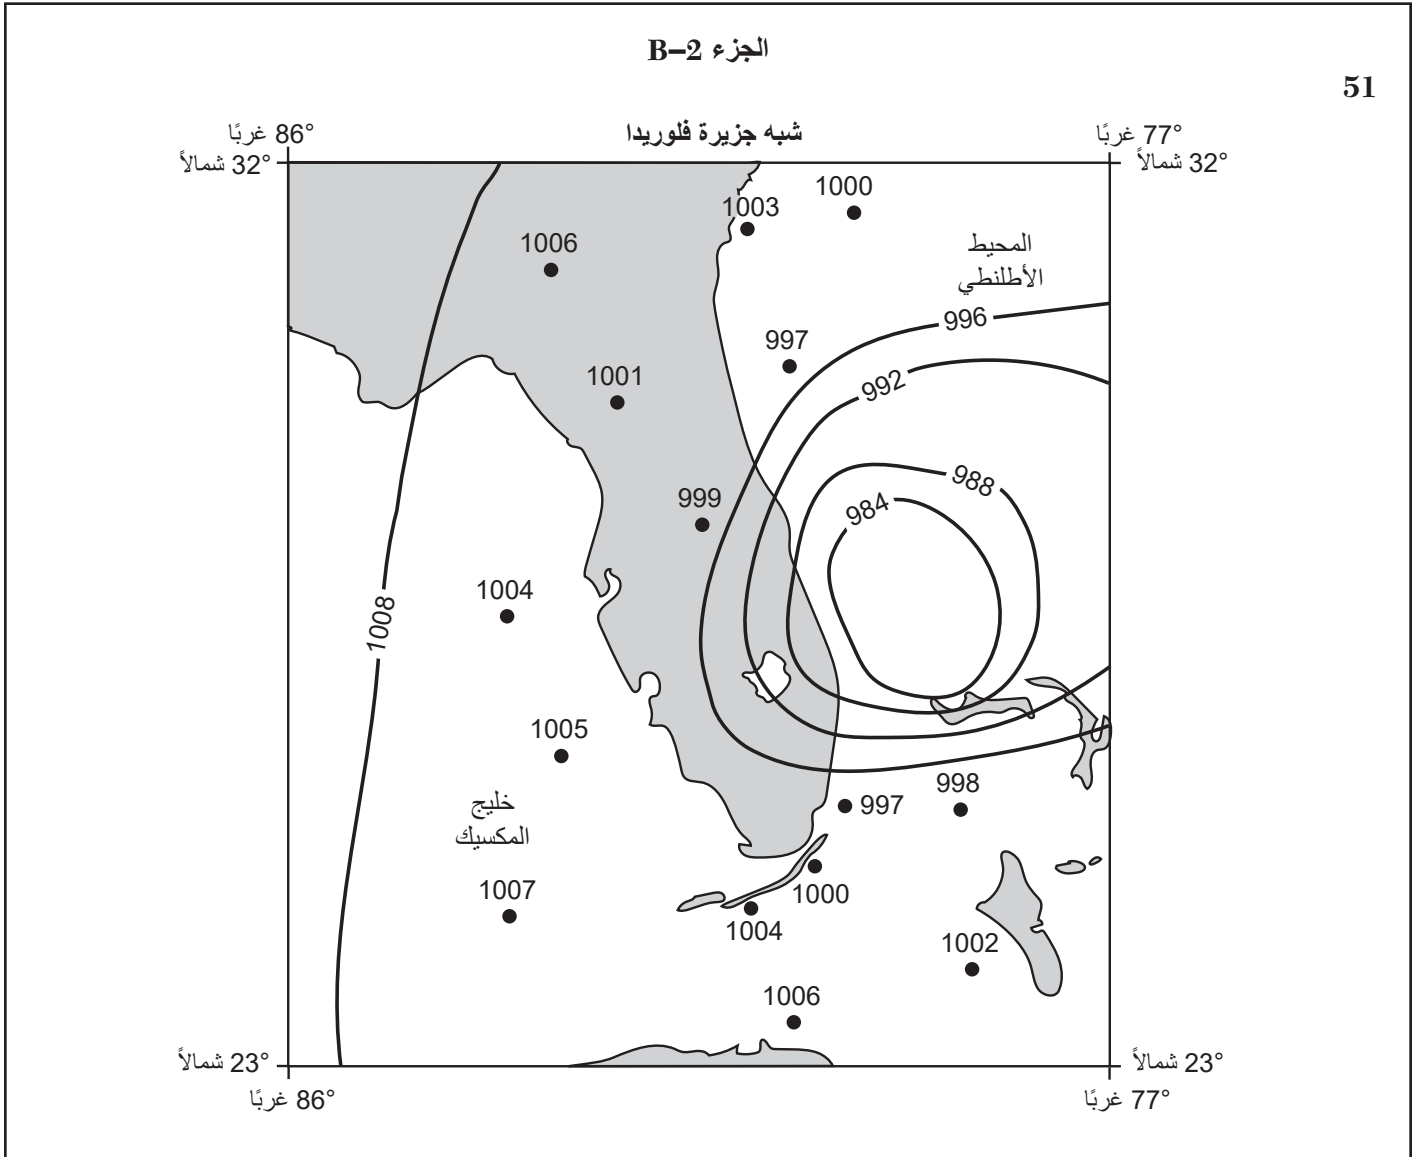 الجزء B–2
51
شبه جزيرة فلوريدا
86° غربًا
77° غربًا
32° شمالاً
32° شمالاً
1000
1003
1006
المحيط
الأطلنطي
996
997
992
1001
988
984
999
1004
1008
1005
998
997
خليج
المكسيك
1007
1000
1004
1002
1006
23° شمالاً
23° شمالاً
86° غربًا
77° غربًا